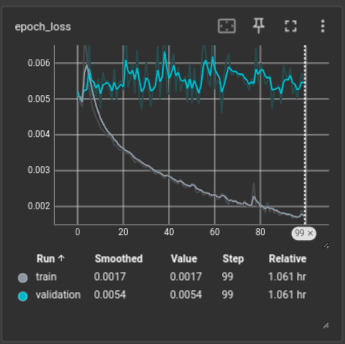 epoch_loss
0.006
0.005
0.004
0.003
0.002
0 20 40 60 80 99 ×
Run ↑ Smoothed Value Step Relative
train 0.0017 0.0017 99 1.061 hr
validation 0.0054 0.0054 99 1.061 hr